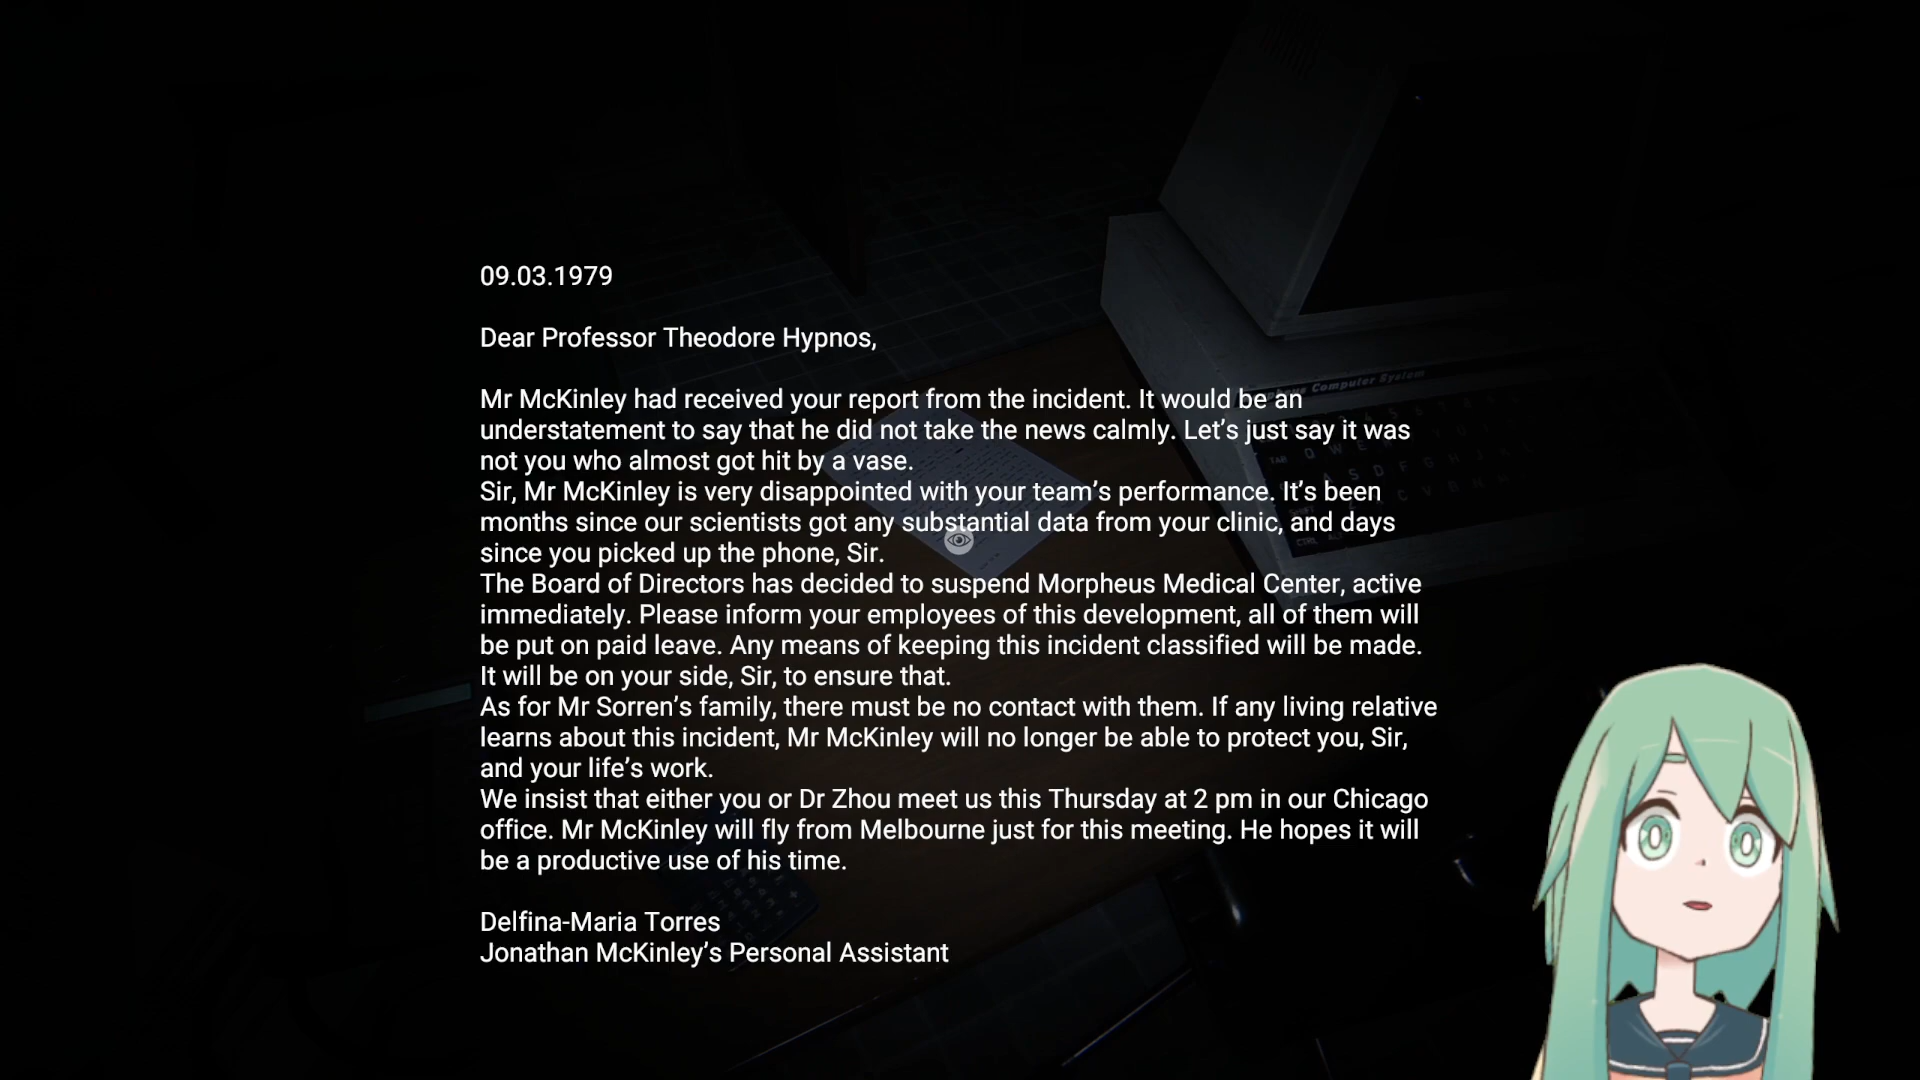 09.03.1979
Dear Professor Theodore Hypnos,
Mr McKinley had received your report from the incident. It would be an
understatement to say that he did not take the news calmly. Let’s just say it was
not you who almost got hit by a vase.
Sir, Mr McKinley is very disappointed with your team’s performance. It’s been
months since our scientists got any substantial data from your clinic, and days
since you picked up the phone, Sir.
The Board of Directors has decided to suspend Morpheus Medical Center, active
immediately. Please inform your employees of this development, all of them will
be put on paid leave. Any means of keeping this incident classified will be made.
It will be on your side, Sir, to ensure that.
As for Mr Sorren’s family, there must be no contact with them. If any living relative
learns about this incident, Mr McKinley will no longer be able to protect you, Sir,
and your life’s work.
We insist that either you or Dr Zhou meet us this Thursday at 2 pm in our Chicago
office. Mr McKinley will fly from Melbourne just for this meeting. He hopes it will
be a productive use of his time.
Delfina-Maria Torres
Jonathan McKinley’s Personal Assistant
Computer System